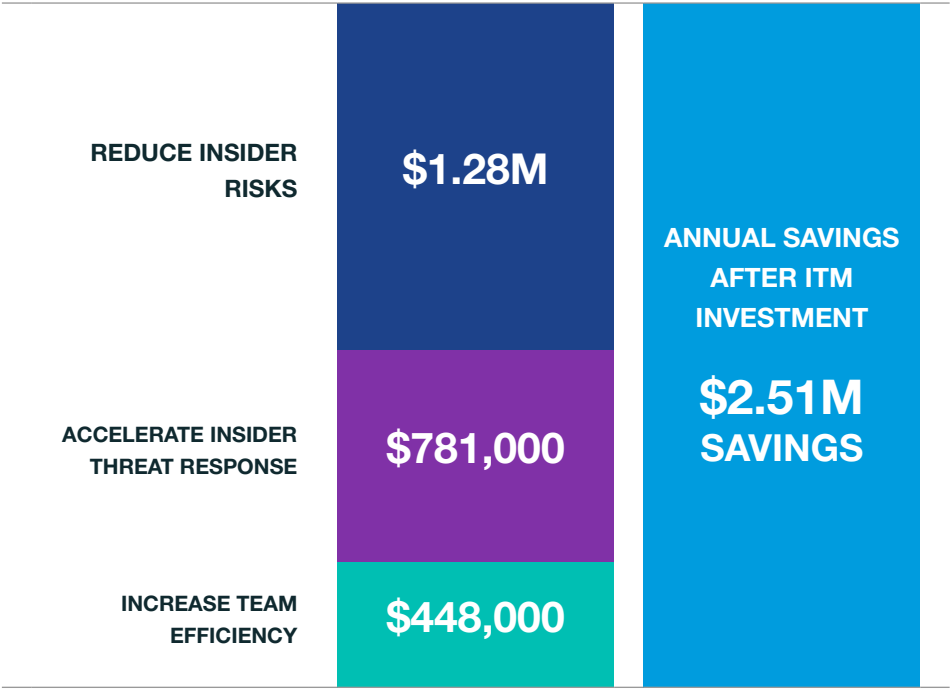 REDUCE INSIDER
RISKS
$1.28M
ACCELERATE INSIDER
THREAT RESPONSE
$781,000
INCREASE TEAM
EFFICIENCY
$448,000
ANNUAL SAVINGS
AFTER ITM
INVESTMENT
$2.51M
SAVINGS